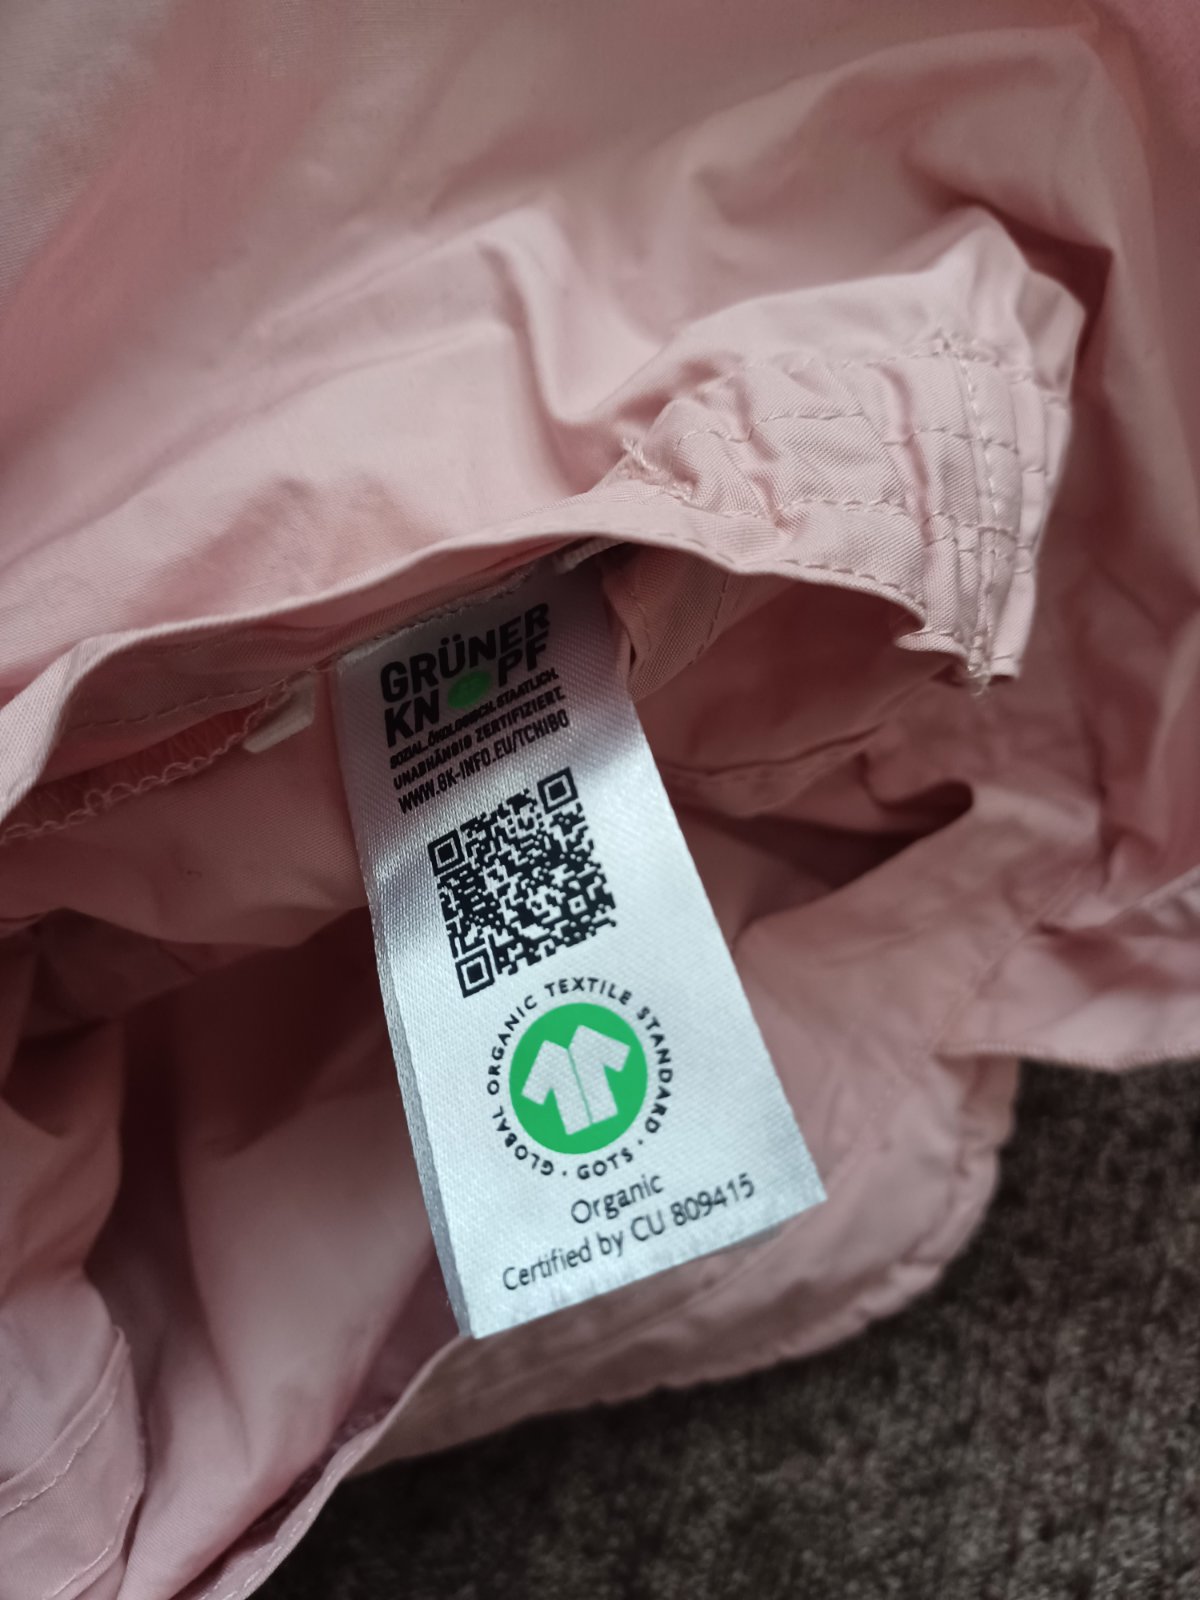 GRÜNER
KNOPF
SOZIAL. ÖKOLOGISCH. STAATLICH.
UNABHÄNGIG ZERTIFIZIERT.
WWW.GK-INFO.EU/TCHIBO
GLOBAL ORGANIC TEXTILE STANDARD · GOTS ·
Organic
Certified by CU 809415